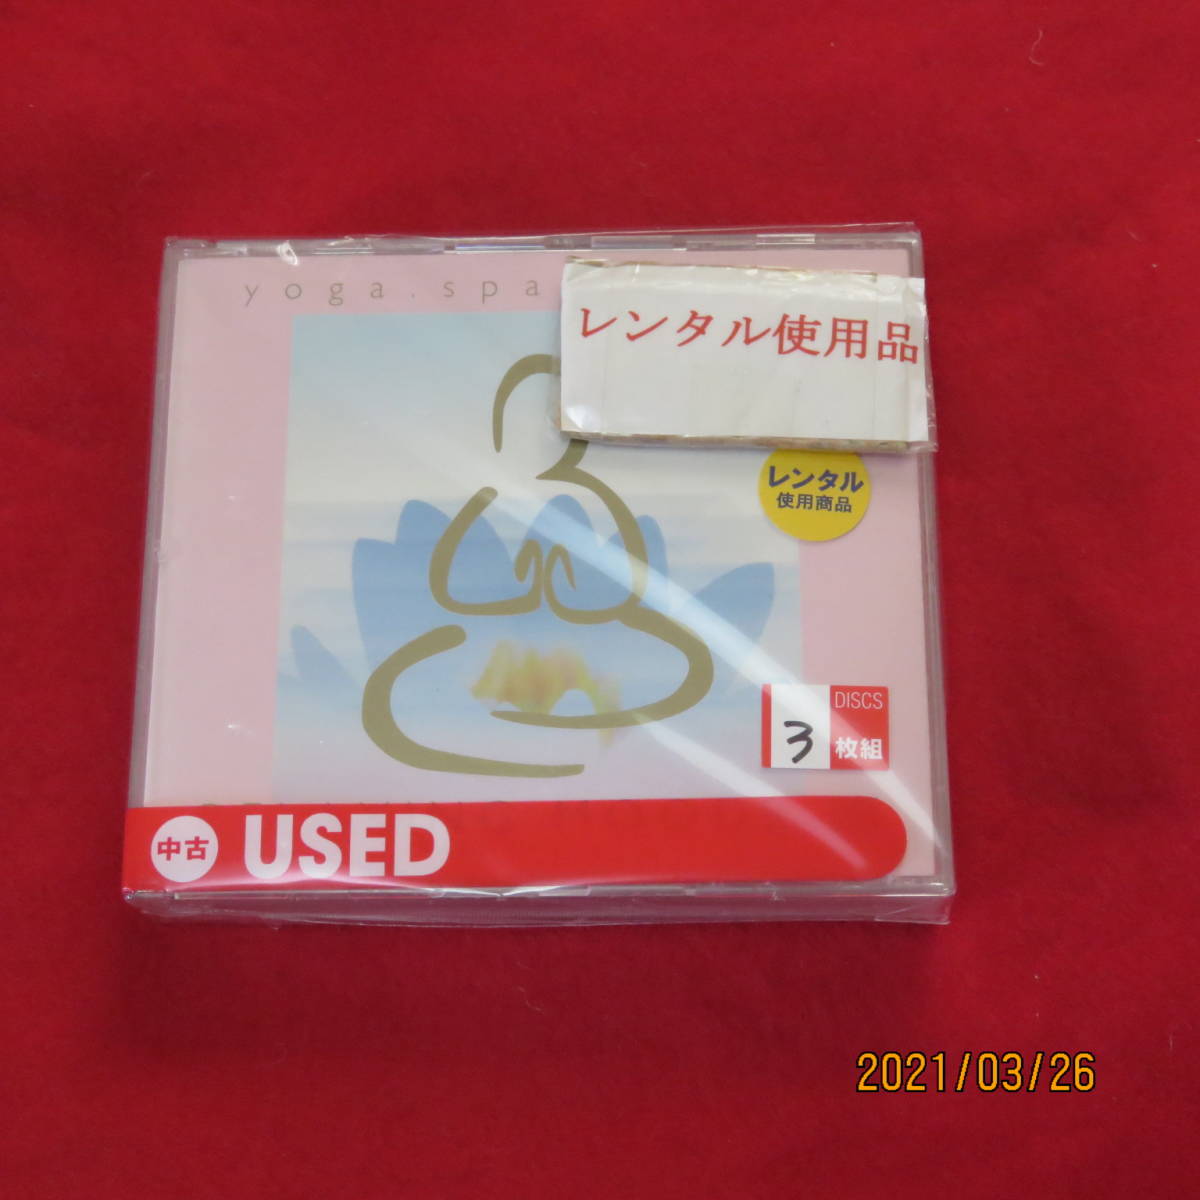 yoga.spa
レンタル使用品
レンタル
使用商品
DISCS
3
枚組
中古
USED
2021/03/26